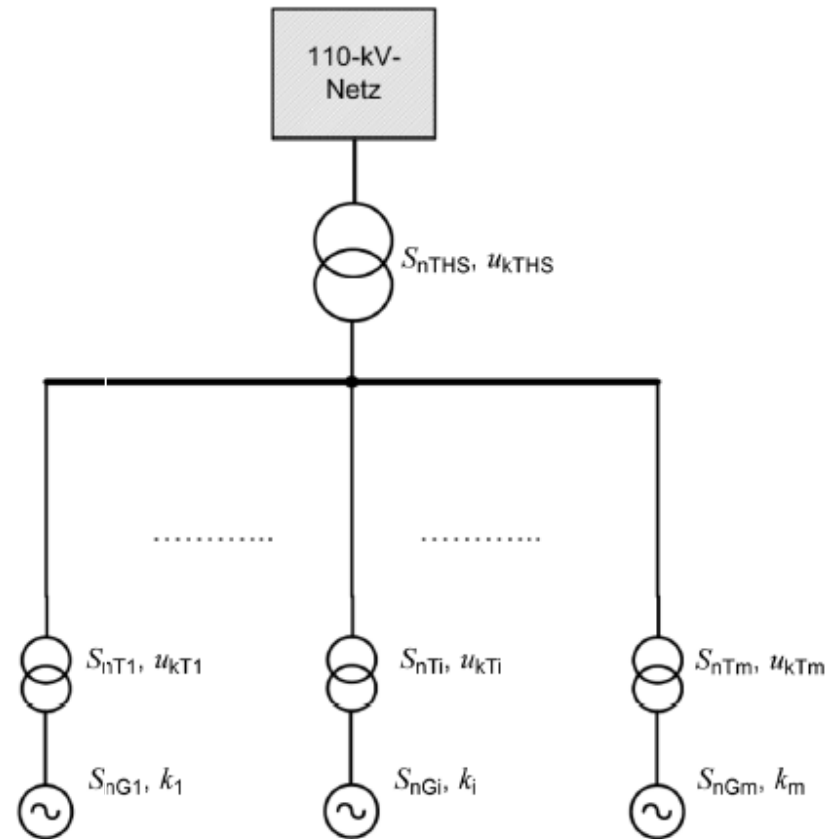 110-kV-
Netz
SnTHS, ukTHS
SnT1, ukT1
SnTi, ukTi
SnTm, ukTm
SnG1, k1
SnGi, ki
SnGm, km